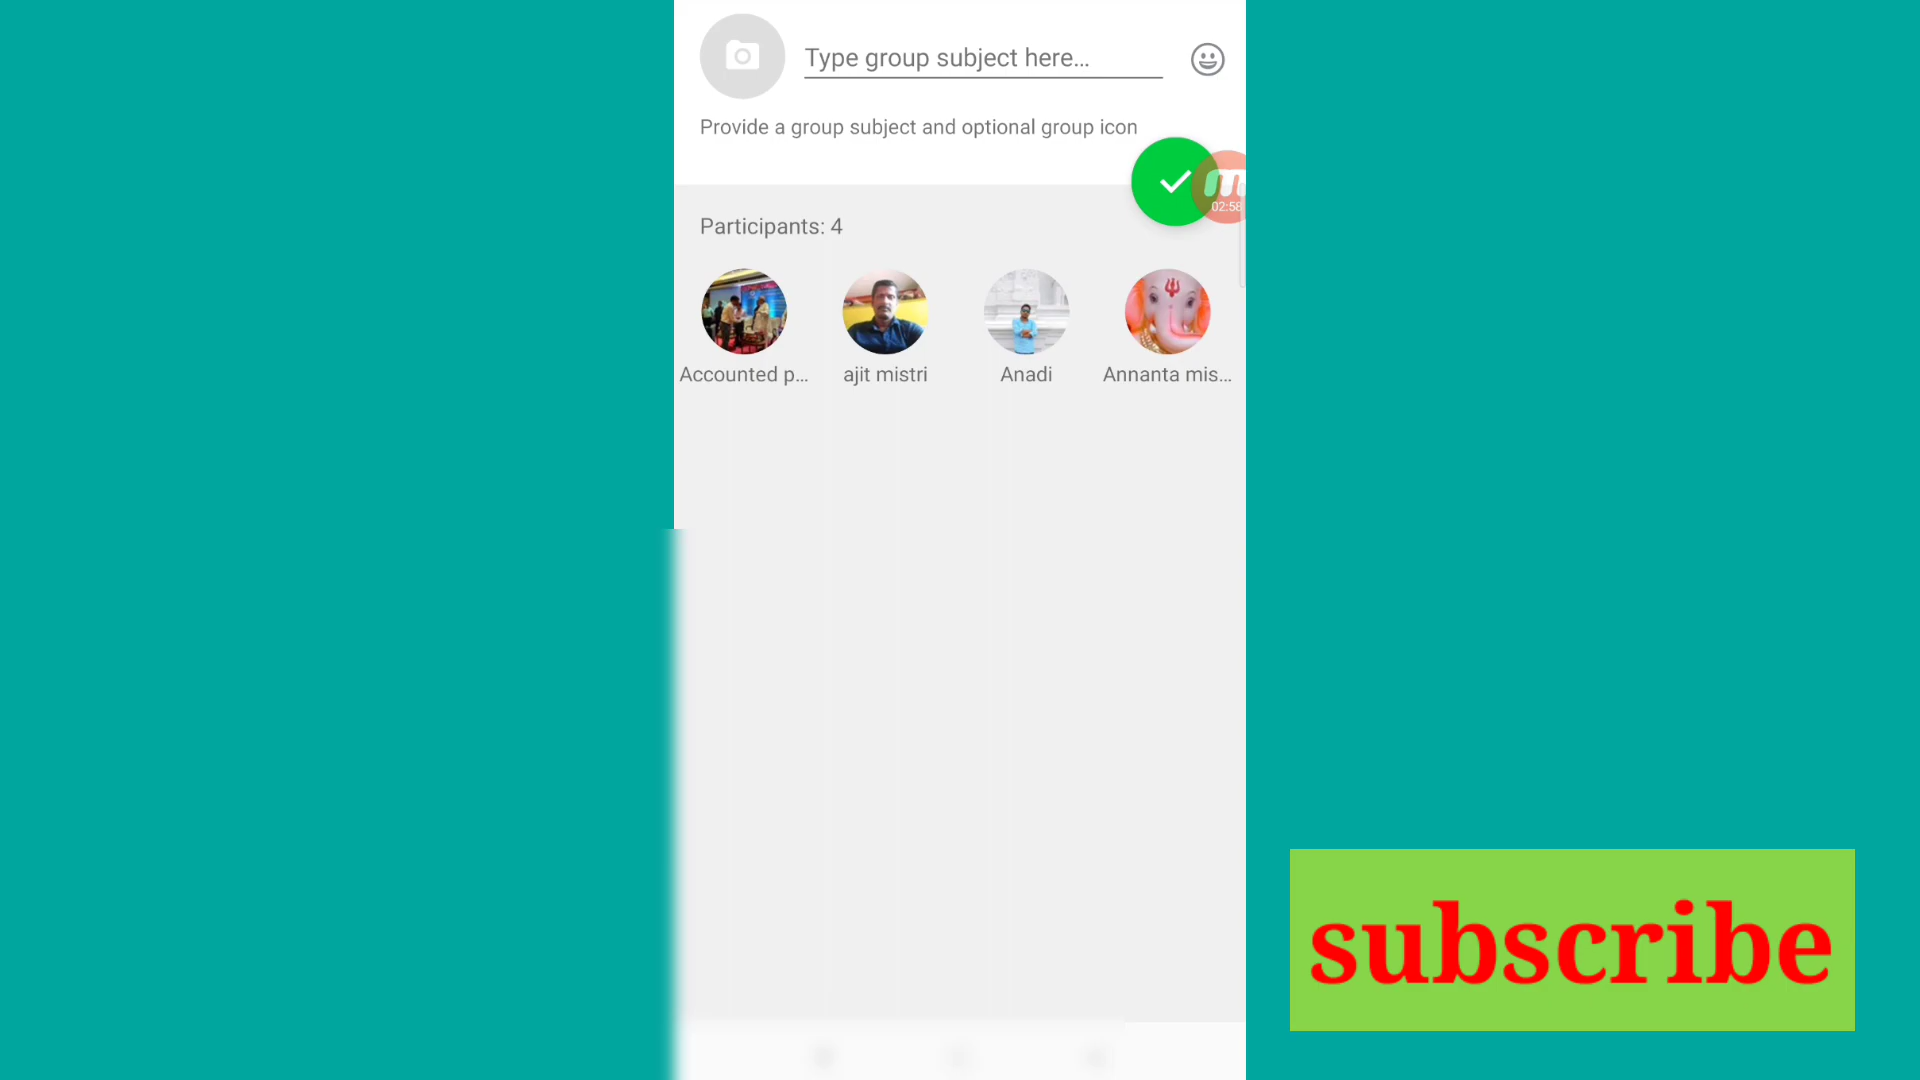 Type group subject here...
Provide a group subject and optional group icon
02:58
Participants: 4
Accounted p... ajit mistri Anadi Annanta mis...
subscribe